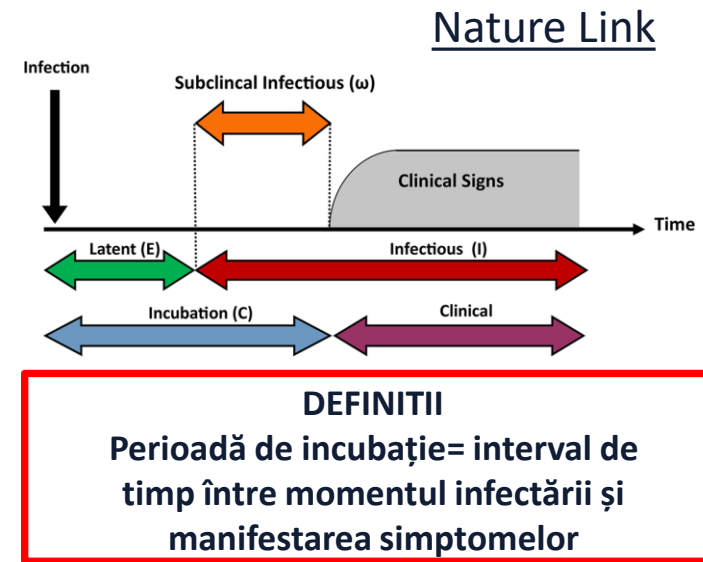 Nature Link
Infection
Subclincal Infectious (ω)
Clinical Signs
Time
Latent (E)
Infectious (I)
Incubation (C)
Clinical
DEFINITII
Perioadă de incubație= interval de
timp între momentul infectării și
manifestarea simptomelor